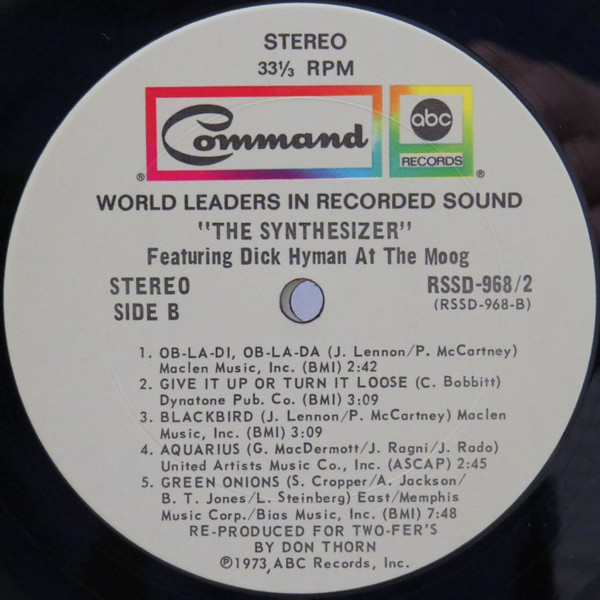 STEREO
33⅓ RPM
Command
abc
RECORDS
® ®
WORLD LEADERS IN RECORDED SOUND
"THE SYNTHESIZER"
Featuring Dick Hyman At The Moog
STEREO RSSD-968/2
SIDE B (RSSD-968-B)
1. OB-LA-DI, OB-LA-DA (J. Lennon/P. McCartney)
Maclen Music, Inc. (BMI) 2:42
2. GIVE IT UP OR TURN IT LOOSE (C. Bobbitt)
Dynatone Pub. Co. (BMI) 3:09
3. BLACKBIRD (J. Lennon/P. McCartney) Maclen
Music, Inc. (BMI) 3:09
4. AQUARIUS (G. MacDermott/J. Ragni/J. Rado)
United Artists Music Co., Inc. (ASCAP) 2:45
5. GREEN ONIONS (S. Cropper/A. Jackson/
B. T. Jones/L. Steinberg) East/Memphis
Music Corp./Bias Music, Inc. (BMI) 7:48
RE-PRODUCED FOR TWO-FER'S
BY DON THORN
℗1973, ABC Records, Inc.